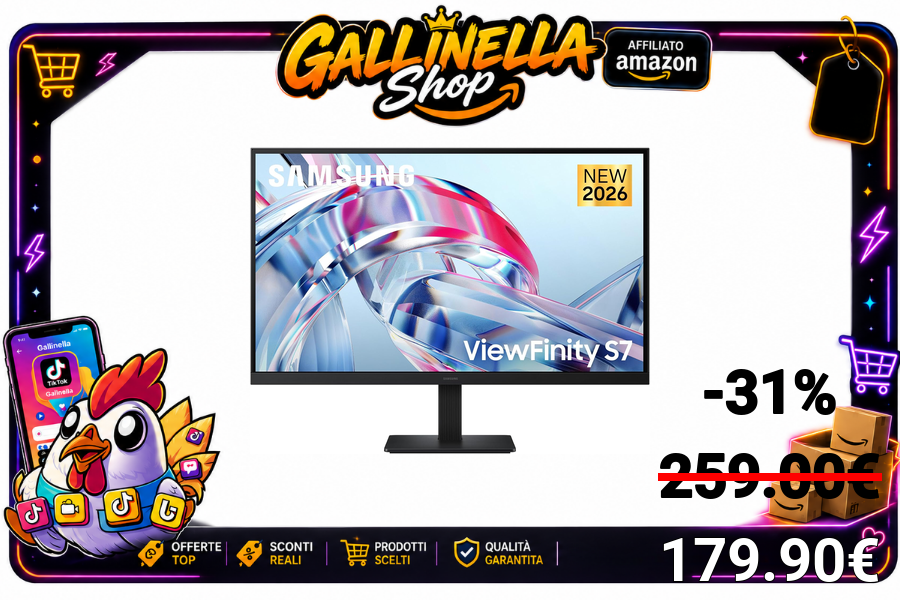 GALLINELLA
Shop
AFFILIATO
amazon
SAMSUNG
NEW
2026
ViewFinity S7
Gallinella
TikTok
Gallinella
-31%
259.00€
179.90€
OFFERTE
TOP
SCONTI
REALI
PRODOTTI
SCELTI
QUALITÀ
GARANTITA